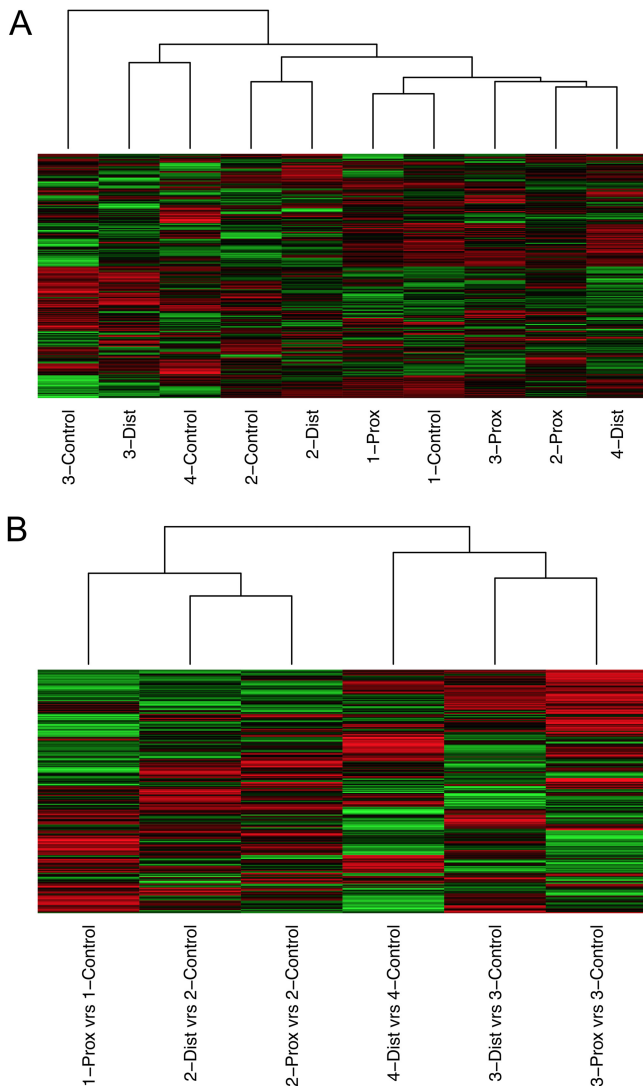 A
3-Control
3-Dist
4-Control
2-Control
2-Dist
1-Prox
1-Control
3-Prox
2-Prox
4-Dist
B
1-Prox vrs 1-Control
2-Dist vrs 2-Control
2-Prox vrs 2-Control
4-Dist vrs 4-Control
3-Dist vrs 3-Control
3-Prox vrs 3-Control